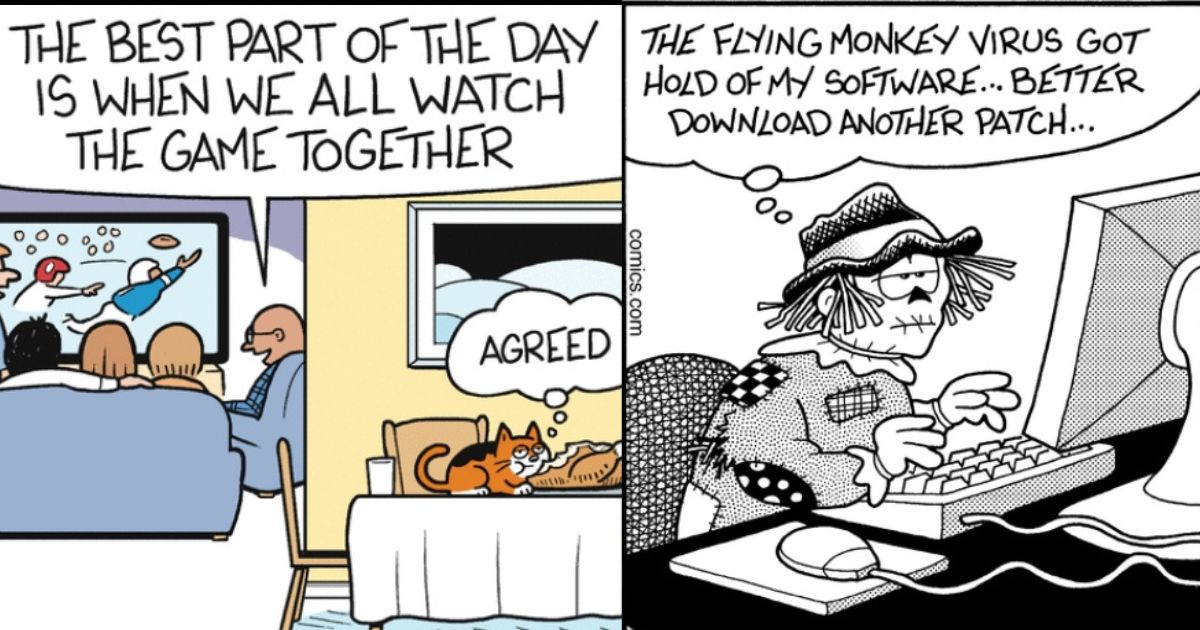 THE BEST PART OF THE DAY
IS WHEN WE ALL WATCH
THE GAME TOGETHER
AGREED
THE FLYING MONKEY VIRUS GOT
HOLD OF MY SOFTWARE... BETTER
DOWNLOAD ANOTHER PATCH...
comics.com